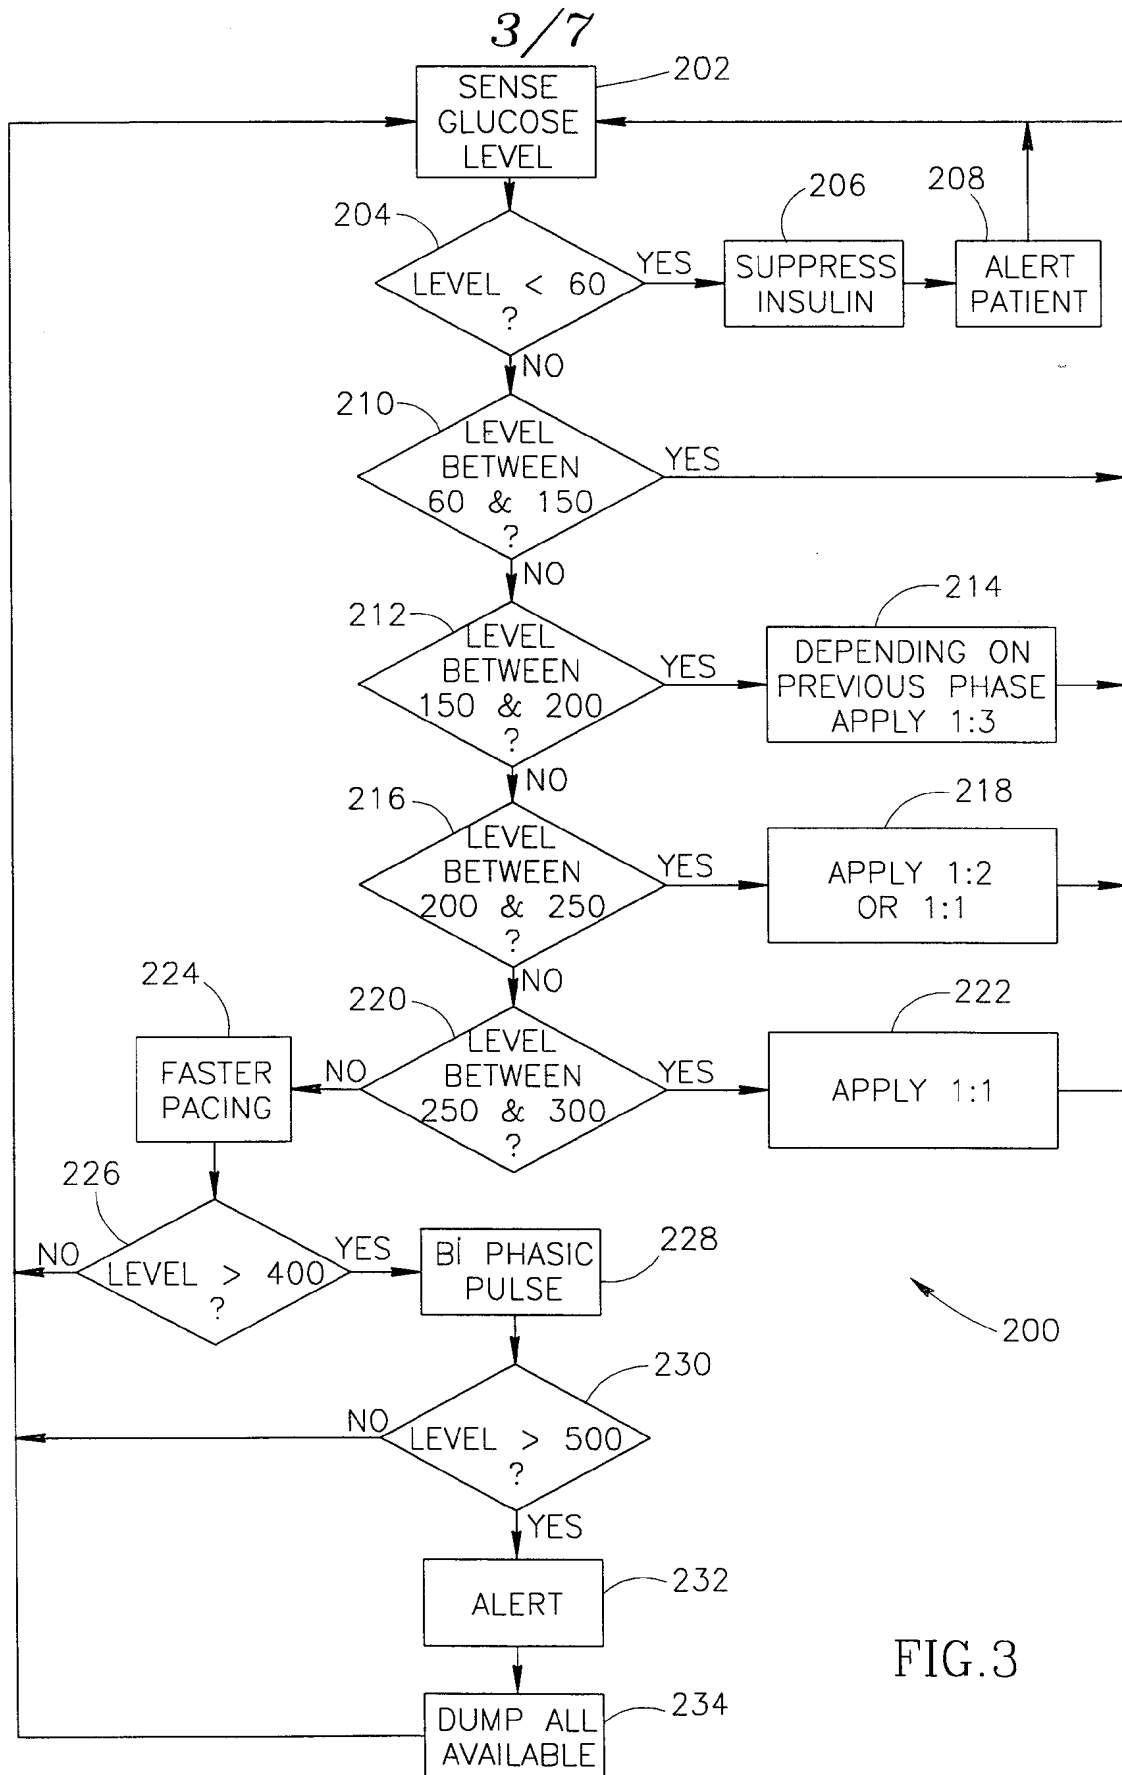 3/7
202
SENSE
GLUCOSE
LEVEL
204
LEVEL < 60
?
YES
206
SUPPRESS
INSULIN
208
ALERT
PATIENT
NO
210
LEVEL
BETWEEN
60 & 150
?
YES
NO
212
LEVEL
BETWEEN
150 & 200
?
YES
214
DEPENDING ON
PREVIOUS PHASE
APPLY 1:3
NO
216
LEVEL
BETWEEN
200 & 250
?
YES
218
APPLY 1:2
OR 1:1
NO
220
LEVEL
BETWEEN
250 & 300
?
YES
222
APPLY 1:1
NO
224
FASTER
PACING
226
LEVEL > 400
?
NO
YES
228
Bi PHASIC
PULSE
200
230
LEVEL > 500
?
NO
YES
232
ALERT
234
DUMP ALL
AVAILABLE
FIG.3